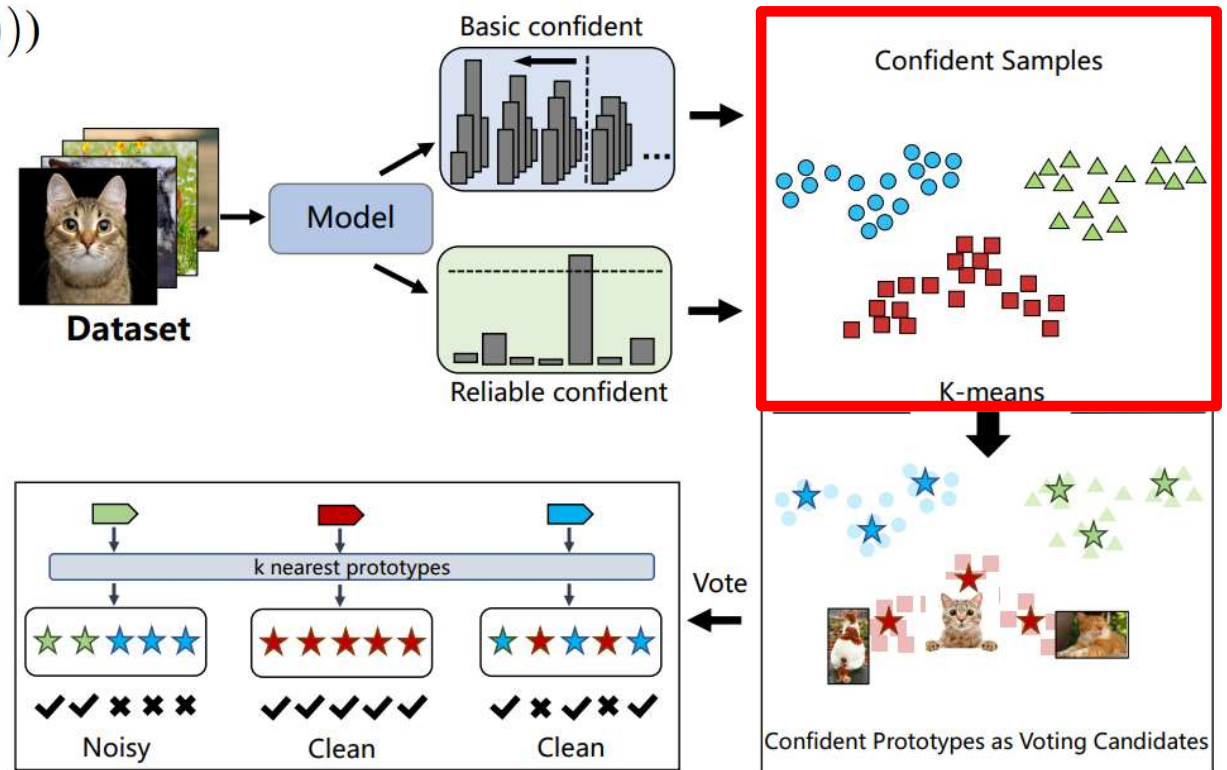 ))
Basic confident
...
Confident Samples
Model
Dataset
Reliable confident
K-means
k nearest prototypes
Vote
Noisy
Clean
Clean
Confident Prototypes as Voting Candidates